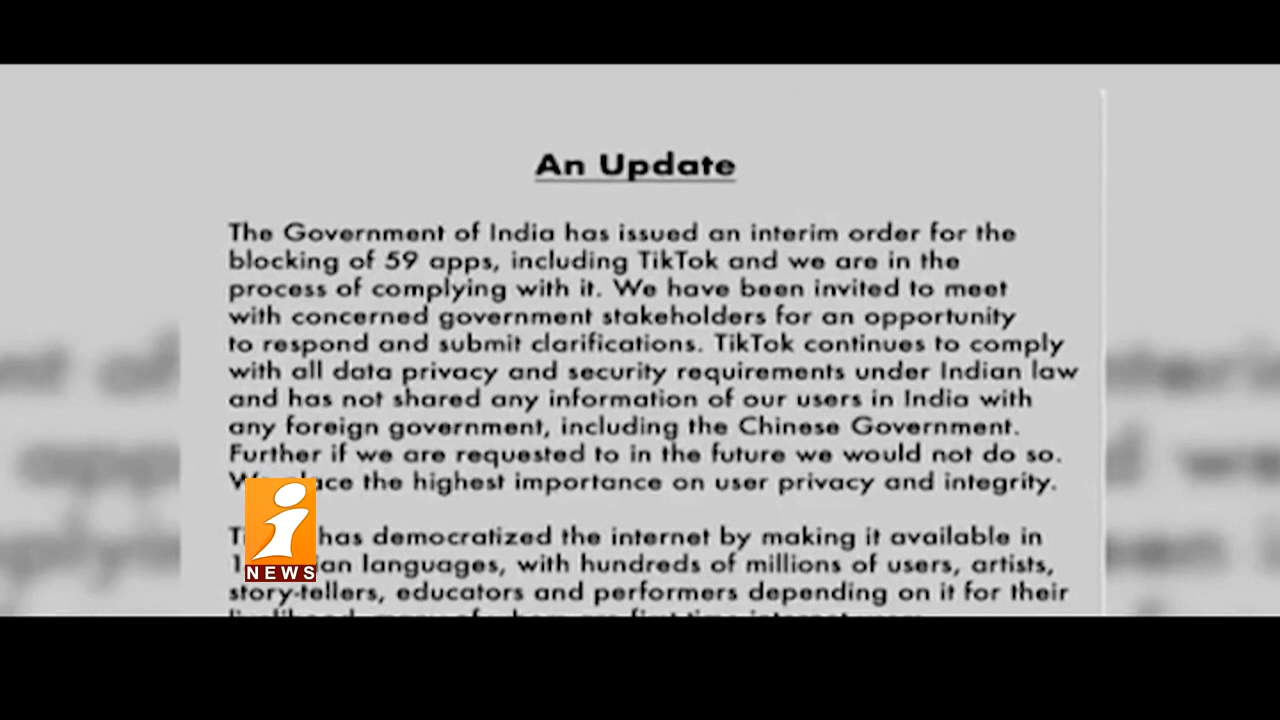 An Update
The Government of India has issued an interim order for the
blocking of 59 apps, including TikTok and we are in the
process of complying with it. We have been invited to meet
with concerned government stakeholders for an opportunity
to respond and submit clarifications. TikTok continues to comply
with all data privacy and security requirements under Indian law
and has not shared any information of our users in India with
any foreign government, including the Chinese Government.
Further if we are requested to in the future we would not do so.
the highest importance on user privacy and integrity.
has democratized the internet by making it available in
languages, with hundreds of millions of users, artists,
story-tellers, educators and performers depending on it for their
i
NEWS